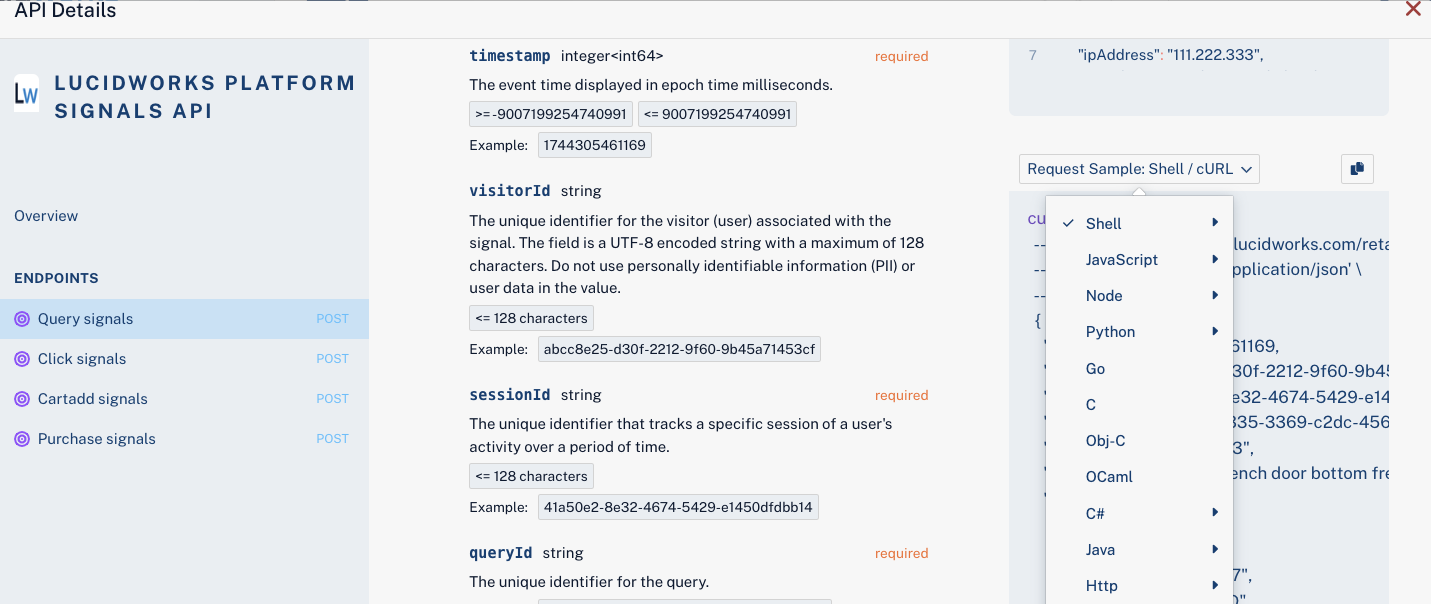 API Details
LW
LUCIDWORKS PLATFORM
SIGNALS API
Overview
ENDPOINTS
Query signals POST
Click signals POST
Cartadd signals POST
Purchase signals POST
timestamp integer<int64> required
The event time displayed in epoch time milliseconds.
>= -9007199254740991 <= 9007199254740991
Example: 1744305461169
visitorId string
The unique identifier for the visitor (user) associated with the
signal. The field is a UTF-8 encoded string with a maximum of 128
characters. Do not use personally identifiable information (PII) or
user data in the value.
<= 128 characters
Example: abcc8e25-d30f-2212-9f60-9b45a71453cf
sessionId string required
The unique identifier that tracks a specific session of a user's
activity over a period of time.
<= 128 characters
Example: 41a50e2-8e32-4674-5429-e1450dfdbb14
queryId string required
The unique identifier for the query.
7 "ipAddress": "111.222.333",
Request Sample: Shell / cURL
cu
--
lucidworks.com/reta
--
pplication/json' \
--
{
61169,
30f-2212-9f60-9b45
e32-4674-5429-e14
335-3369-c2dc-456
3",
ench door bottom fre
7",
0"
Shell
JavaScript
Node
Python
Go
C
Obj-C
OCaml
C#
Java
Http